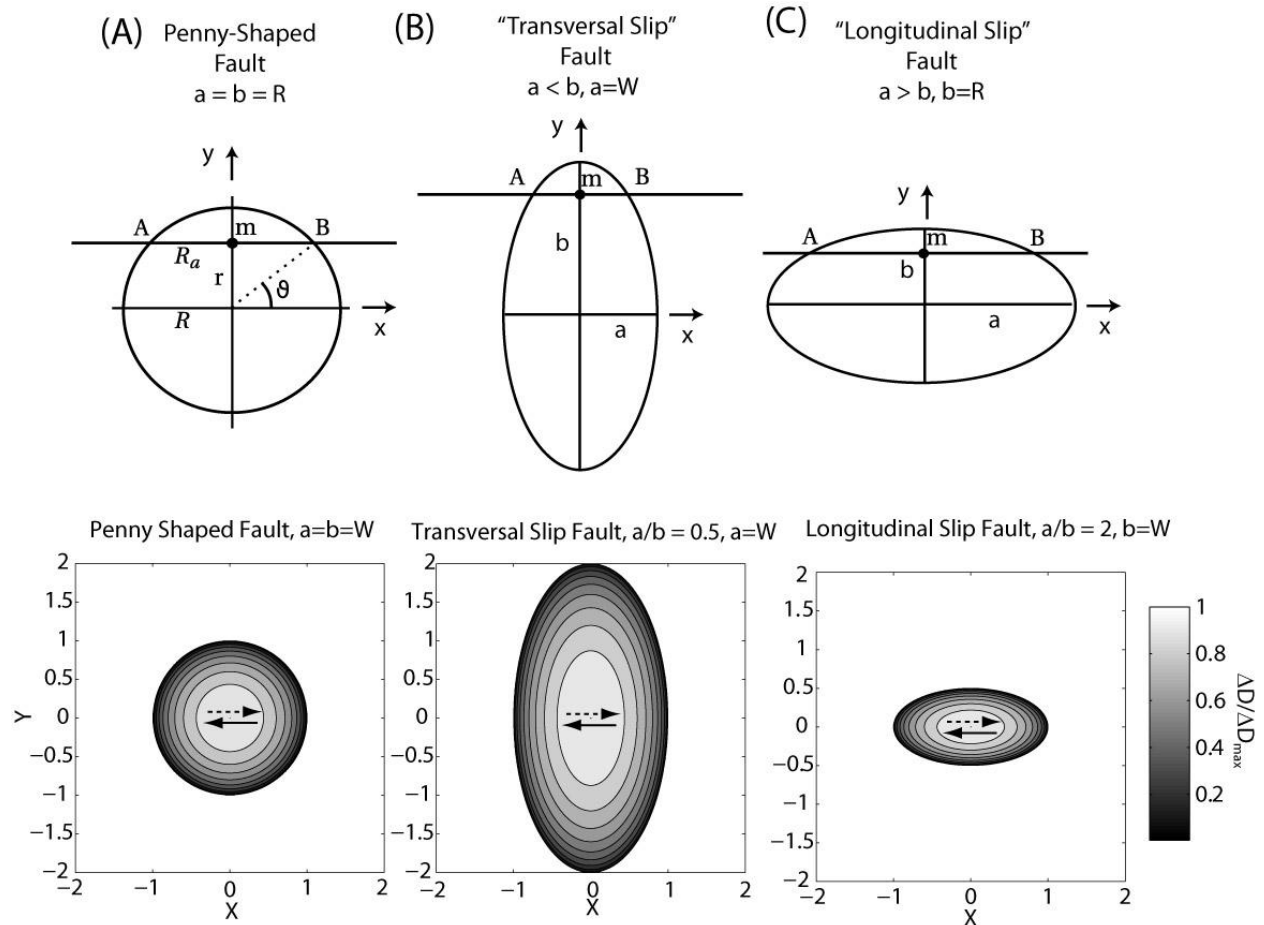 (A)
Penny-Shaped
Fault
a = b = R
(B)
"Transversal Slip"
Fault
a < b, a=W
(C)
"Longitudinal Slip"
Fault
a > b, b=R
y
A
m
B
R_a
r
ϑ
R
x
y
A
m
B
b
a
x
y
A
m
B
b
a
x
Penny Shaped Fault, a=b=W
2
1.5
1
0.5
0
−0.5
−1
−1.5
−2
Y
−2
−1
0
1
2
X
Transversal Slip Fault, a/b = 0.5, a=W
2
1.5
1
0.5
0
−0.5
−1
−1.5
−2
−2
−1
0
1
2
X
Longitudinal Slip Fault, a/b = 2, b=W
2
1.5
1
0.5
0
−0.5
−1
−1.5
−2
−2
−1
0
1
2
X
1
0.8
0.6
0.4
0.2
ΔD/ΔD_max